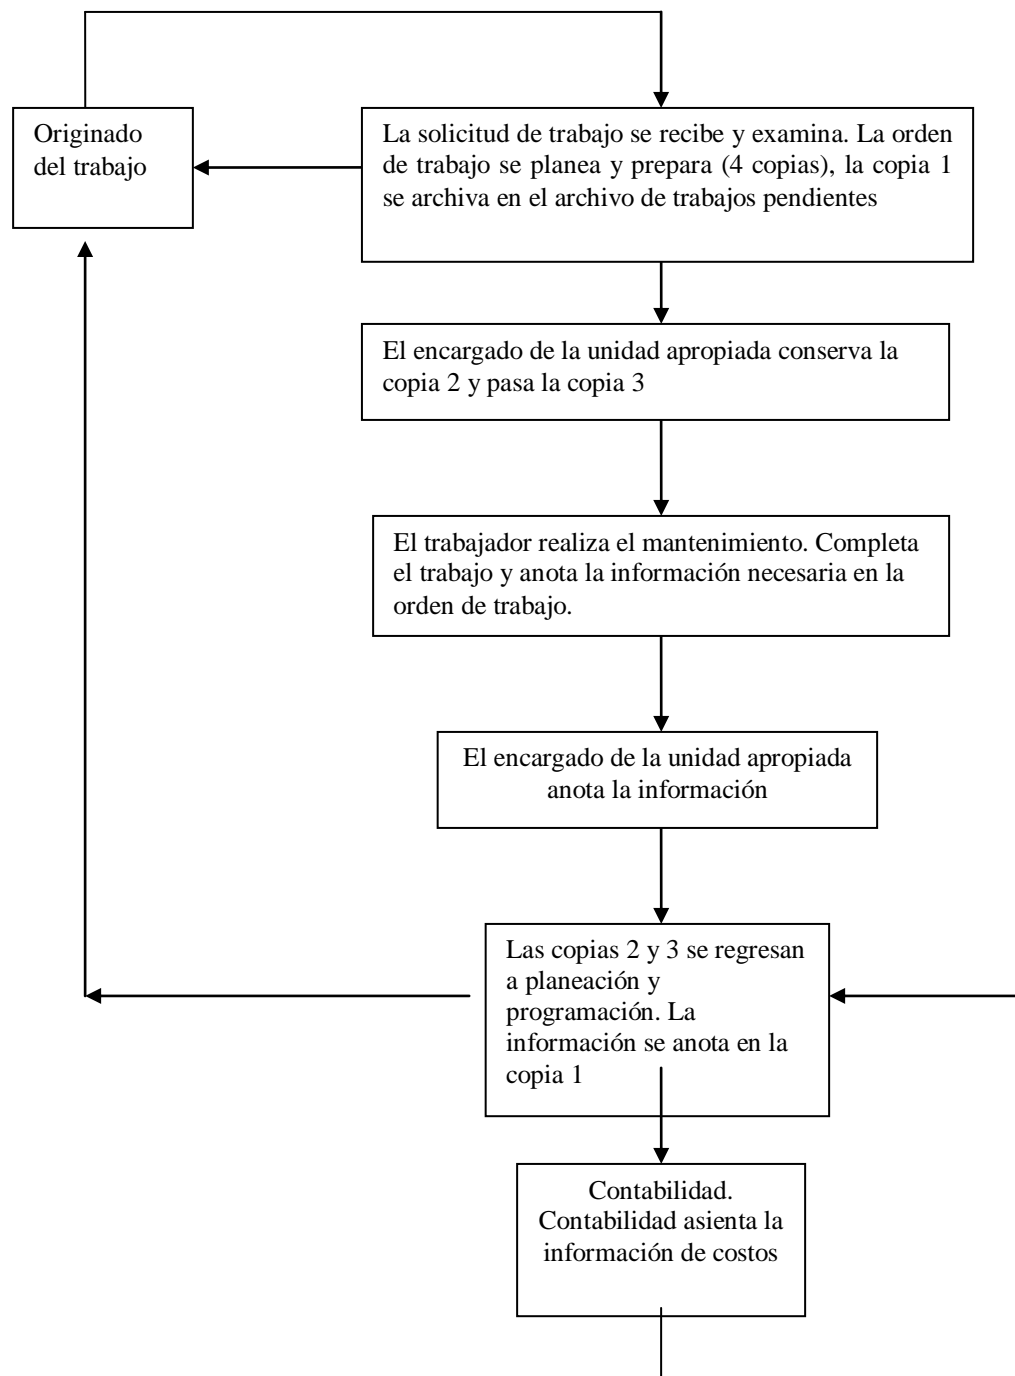 Originado
del trabajo
La solicitud de trabajo se recibe y examina. La orden
de trabajo se planea y prepara (4 copias), la copia 1
se archiva en el archivo de trabajos pendientes
El encargado de la unidad apropiada conserva la
copia 2 y pasa la copia 3
El trabajador realiza el mantenimiento. Completa
el trabajo y anota la información necesaria en la
orden de trabajo.
El encargado de la unidad apropiada
anota la información
Las copias 2 y 3 se regresan
a planeación y
programación. La
información se anota en la
copia 1
Contabilidad.
Contabilidad asienta la
información de costos